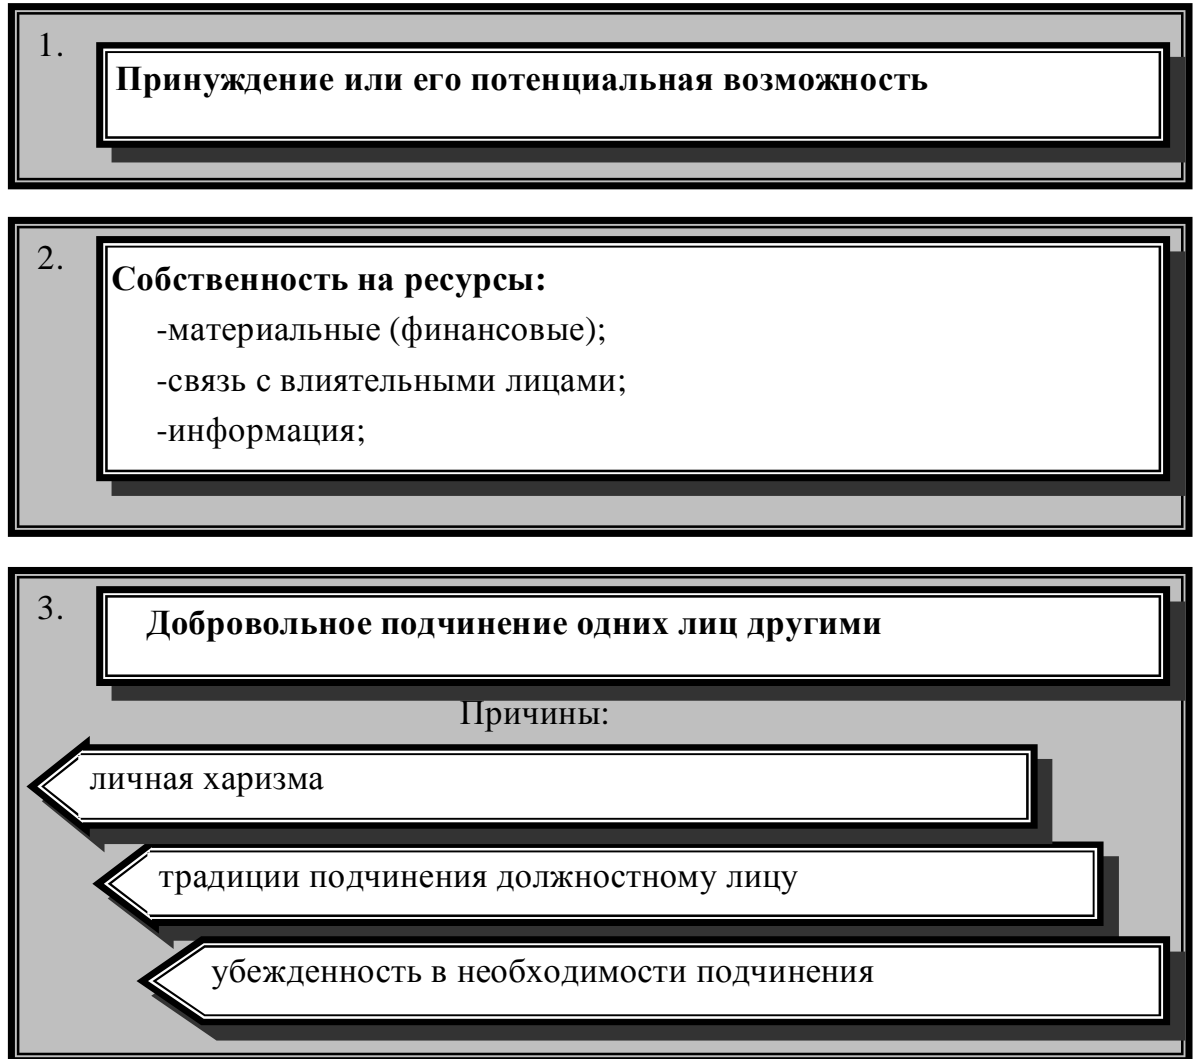 1.
Принуждение или его потенциальная возможность
2.
Собственность на ресурсы:
-материальные (финансовые);
-связь с влиятельными лицами;
-информация;
3.
Добровольное подчинение одних лиц другими
Причины:
личная харизма
традиции подчинения должностному лицу
убежденность в необходимости подчинения